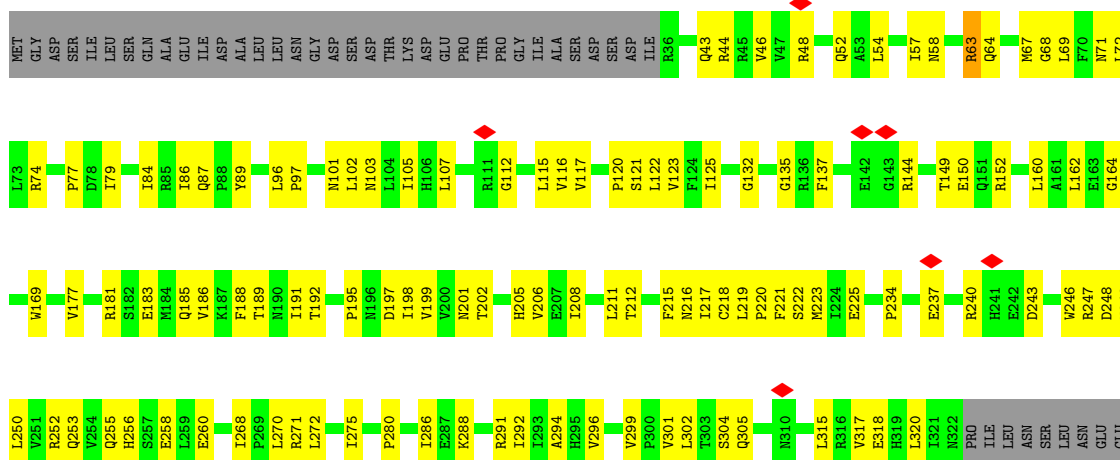 MET GLY ASP SER ILE LEU SER GLN ALA GLU ILE ASP ALA LEU LEU ASN GLY ASP SER ASP THR LYS ASP GLU PRO THR PRO GLY ILE ALA SER ASP SER ASP ILE R36 Q43 R44 R45 V46 V47 R48 Q52 A53 L54 I57 N58 R63 Q64 M67 G68 L69 F70 N71 L72
L73 R74 P77 D78 I79 I84 R85 I86 Q87 P88 Y89 L96 P97 N101 L102 N103 L104 I105 H106 L107 R111 G112 L115 V116 V117 P120 S121 L122 V123 F124 I125 G132 G135 R136 F137 E142 G143 R144 T149 E150 Q151 R152 L160 A161 L162 E163 G164
W169 V177 R181 S182 E183 M184 Q185 V186 K187 F188 T189 N190 I191 T192 P195 N196 D197 I198 V199 V200 N201 T202 H205 V206 E207 I208 L211 T212 F215 N216 I217 C218 L219 P220 F221 S222 M223 I224 E225 P234 E237 R240 H241 E242 D243 W246 R247 D248
L250 V251 R252 Q253 V254 Q255 H256 S257 E258 L259 E260 I268 P269 L270 R271 L272 I275 P280 I286 E287 K288 R291 I292 I293 A294 H295 V296 V299 P300 V301 L302 T303 S304 Q305 N310 L315 R316 V317 E318 H319 L320 I321 N322 PRO ILE LEU ASN SER LEU ASN GLU